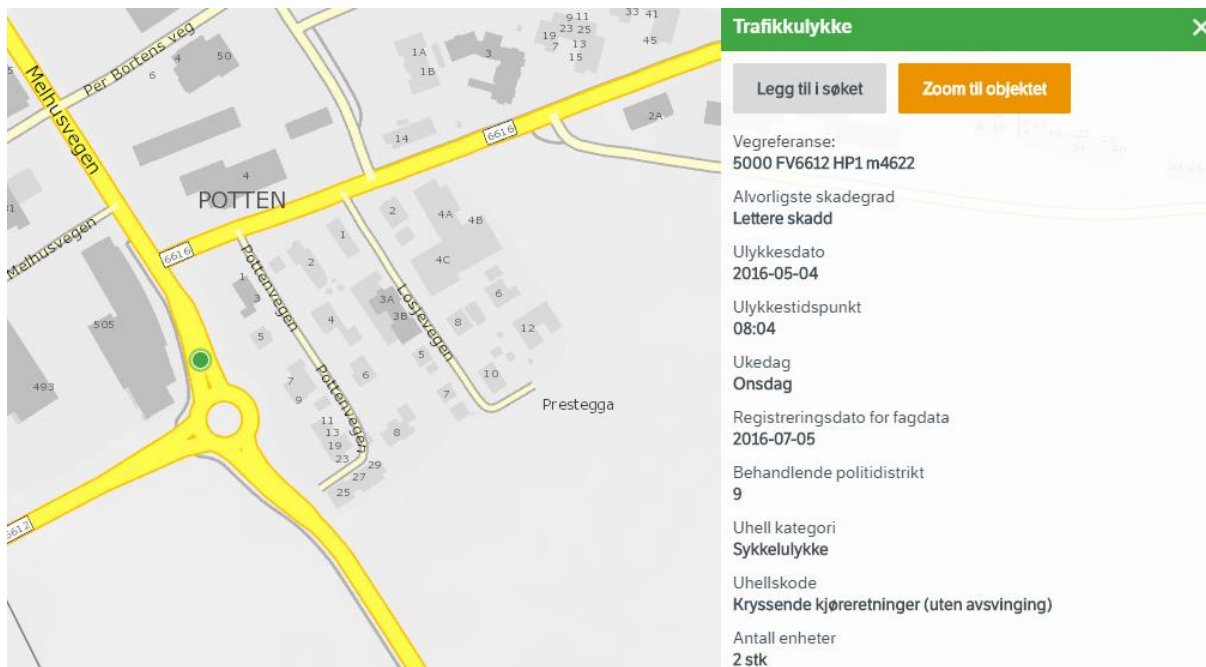 Per Bortens veg
4
50
6
Melhusvegen
1A
1B
3
9 11
23 25
19
7
13
15
33 41
45
2A
14
6616
4
POTTEN
Melhusvegen
6616
505
493
1
3
5
Pottenvegen
Pottenvegen
1
2
4
6
7
9
11
13
19
23
25
27
29
8
2
4A
4B
4C
3A
3B
5
7
8
6
12
10
Losjevegen
Prestegga
6612
Trafikkulykke
Legg til i søket
Zoom til objektet
Vegreferanse:
5000 FV6612 HP1 m4622
Alvorligste skadegrad
Lettere skadd
Ulykkesdato
2016-05-04
Ulykkestidspunkt
08:04
Ukedag
Onsdag
Registreringsdato for fagdata
2016-07-05
Behandlende politidistrikt
9
Uhell kategori
Sykkelulykke
Uhellskode
Kryssende kjøreretninger (uten avsvinging)
Antall enheter
2 stk